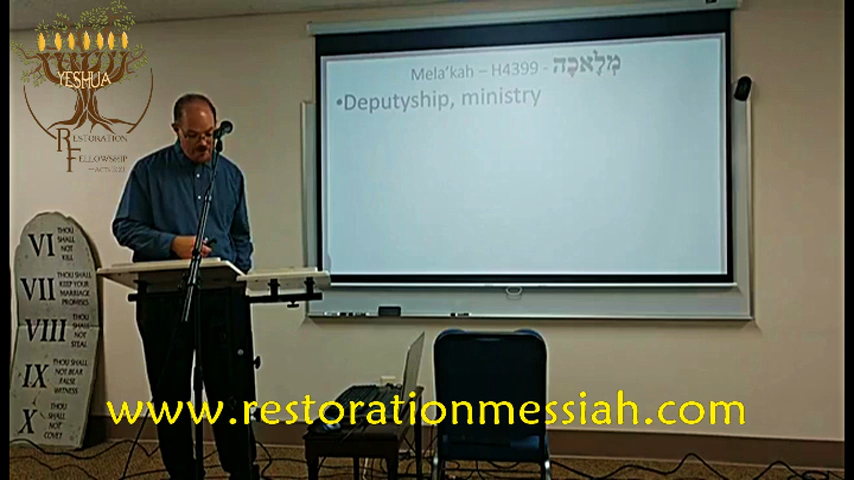 YESHUA
RESTORATION
FELLOWSHIP
Mela'kah – H4399 - מְלָאכָה
•Deputyship, ministry
VI THOU
SHALL
NOT
KILL
VII THOU SHALL
KEEP YOUR
MARRIAGE
PROMISES
VIII THOU
SHALL
NOT
STEAL
IX THOU SHALL
NOT BEAR
FALSE
WITNESS
X THOU
SHALL
NOT
COVET
www.restorationmessiah.com